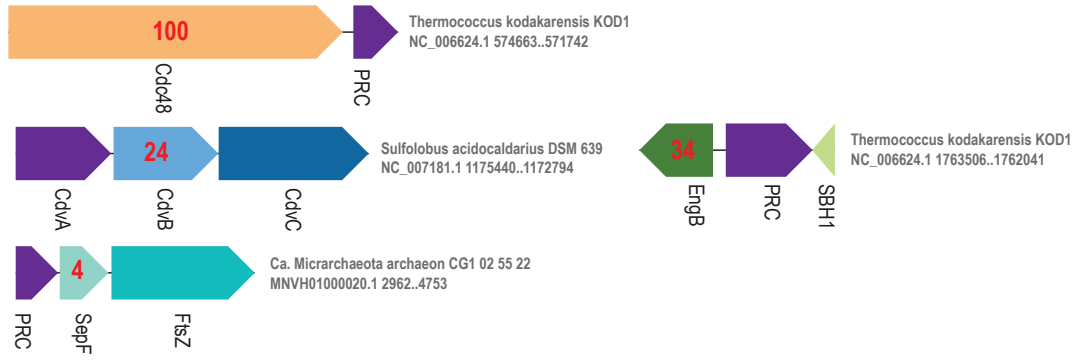 100
Thermococcus kodakarensis KOD1
NC_006624.1 574663..571742
Cdc48
PRC
24
Sulfolobus acidocaldarius DSM 639
NC_007181.1 1175440..1172794
CdvA
CdvB
CdvC
34
Thermococcus kodakarensis KOD1
NC_006624.1 1763506..1762041
EngB
PRC
SBH1
4
Ca. Micrarchaeota archaeon CG1 02 55 22
MNVH01000020.1 2962..4753
PRC
SepF
FtsZ